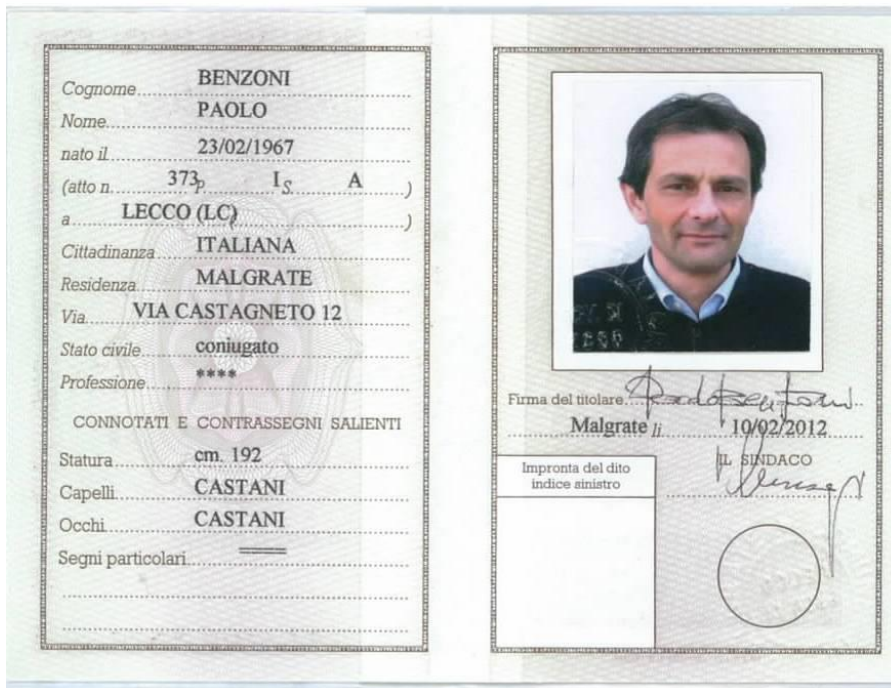 Cognome BENZONI
Nome PAOLO
nato il 23/02/1967
(atto n. 373 P I S. A )
a LECCO (LC) )
Cittadinanza ITALIANA
Residenza MALGRATE
Via VIA CASTAGNETO 12
Stato civile coniugato
Professione ****
CONNOTATI E CONTRASSEGNI SALIENTI
Statura cm. 192
Capelli CASTANI
Occhi CASTANI
Segni particolari ====
Firma del titolare Paolo Benzoni
Malgrate li 10/02/2012
IL SINDACO
Impronta del dito
indice sinistro